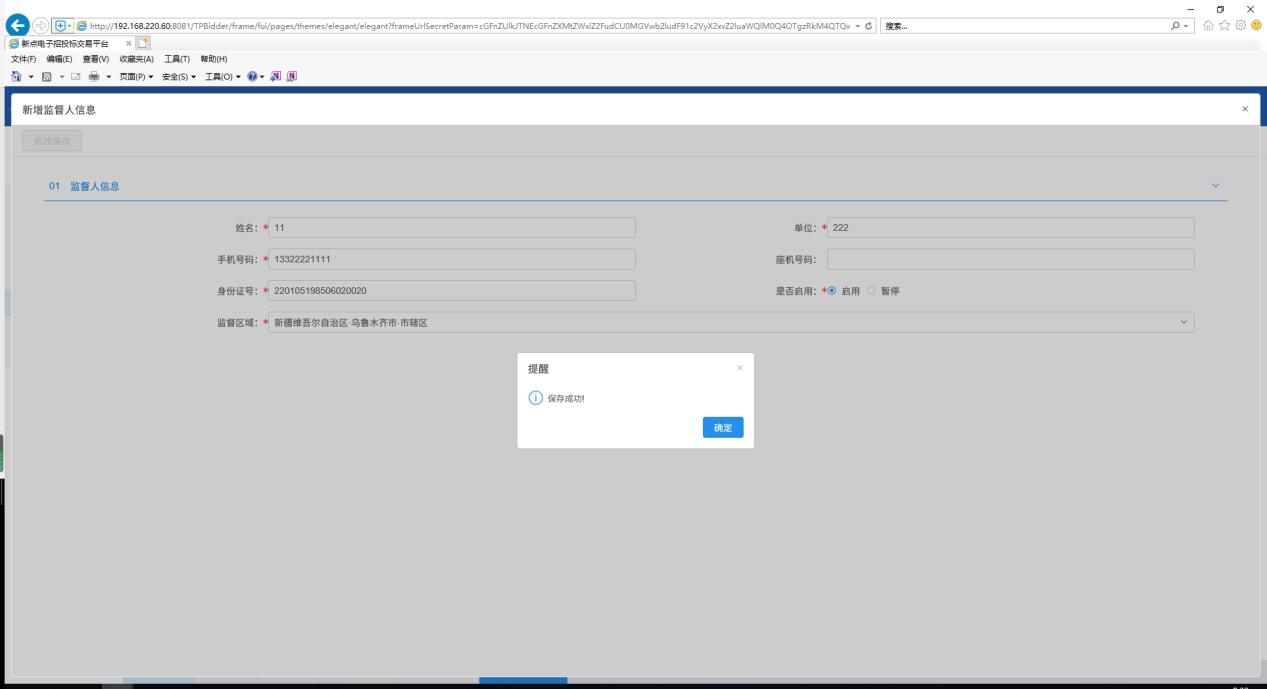 http://192.168.220.60:8081/TPBidder/frame/fui/pages/themes/elegant/elegant?frameUrlSecretParam= 搜索...
新点电子招投标交易平台
文件(F) 编辑(E) 查看(V) 收藏夹(A) 工具(T) 帮助(H)
页面(P) 安全(S) 工具(O)
新增监督人信息
修改保存
01 监督人信息
姓名: * 11 单位: * 222
手机号码: * 13322221111 座机号码:
身份证号: * 220105198506020020 是否启用: * 启用 暂停
监督区域: * 新疆维吾尔自治区·乌鲁木齐市·市辖区
提醒
保存成功!
确定